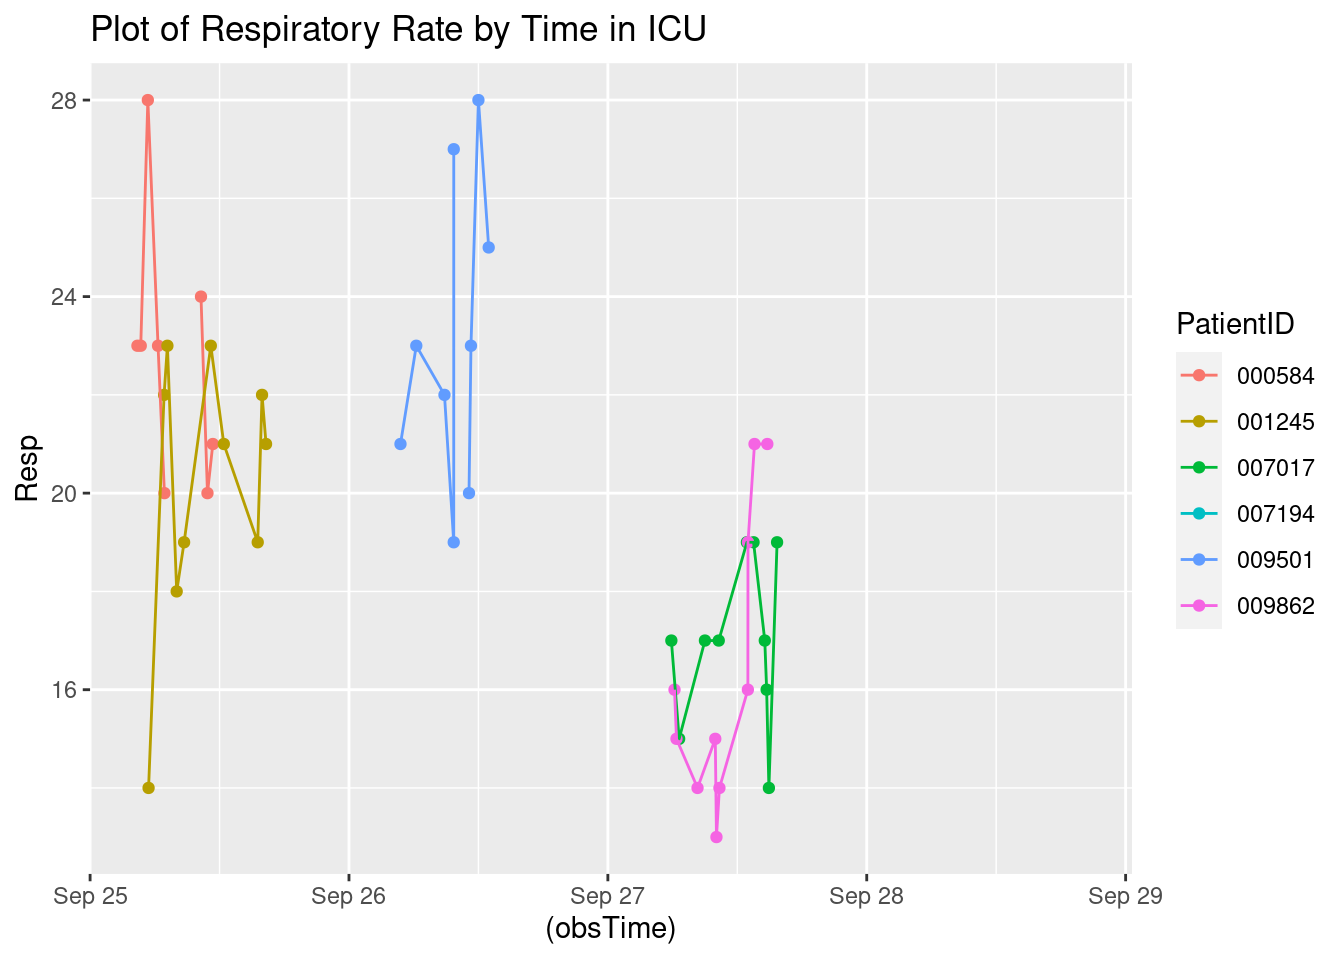 Plot of Respiratory Rate by Time in ICU
28
24
20
16
Resp
Sep 25 Sep 26 Sep 27 Sep 28 Sep 29
(obsTime)
PatientID
000584
001245
007017
007194
009501
009862